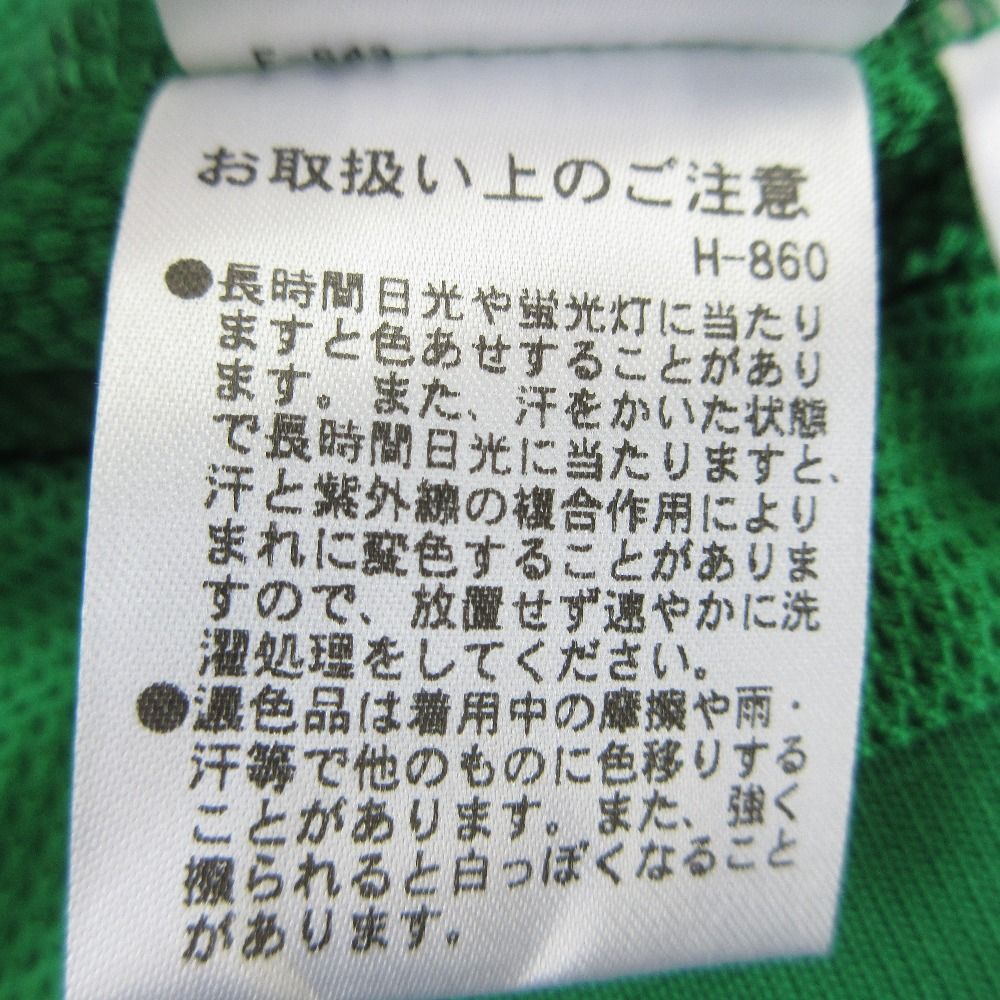 お取扱い上のご注意
H-860
●長時間日光や蛍光灯に当たり
ますと色あせすることがあり
ます。また、汗をかいた状態
で長時間日光に当たりますと、
汗と紫外線の複合作用により
まれに変色することがありま
すので、放置せず速やかに洗
濯処理をしてください。
●濃色品は着用中の摩擦や雨・
汗等で他のものに色移りする
ことがあります。また、強く
擦られると白っぽくなること
があります。